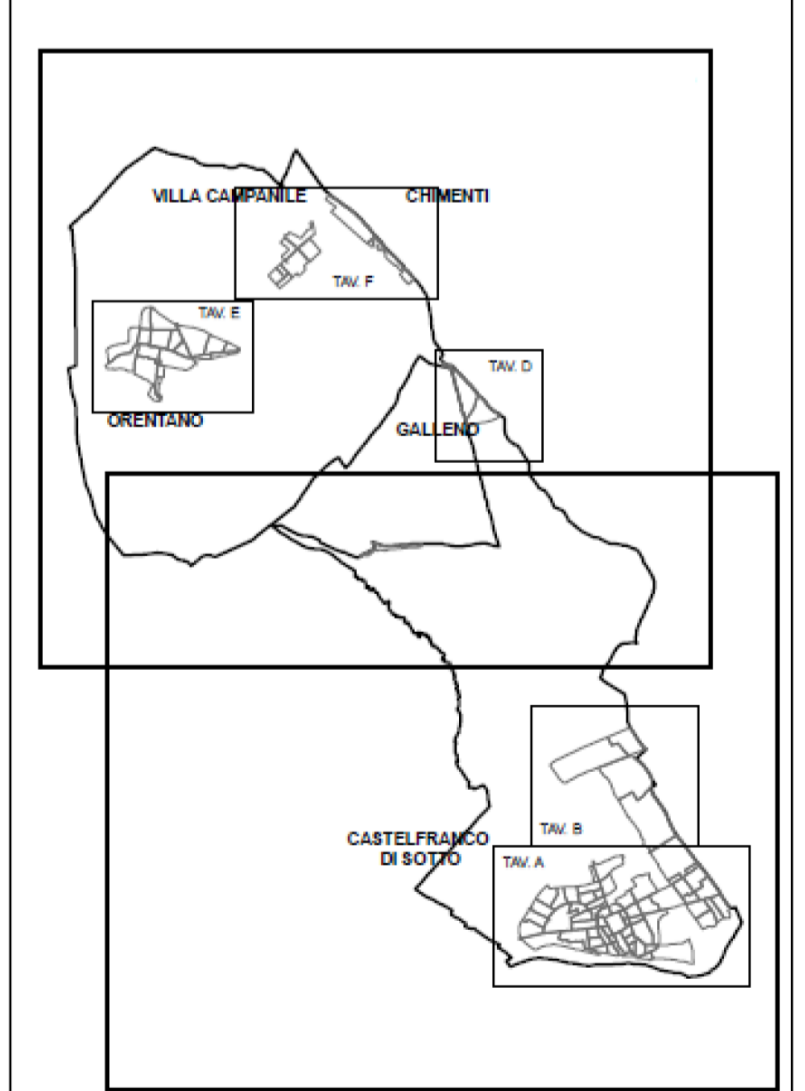 VILLA CAMPANILE
CHIMENTI
TAV. F
TAV. E
ORENTANO
TAV. D
GALLENO
TAV. B
CASTELFRANCO
DI SOTTO
TAV. A